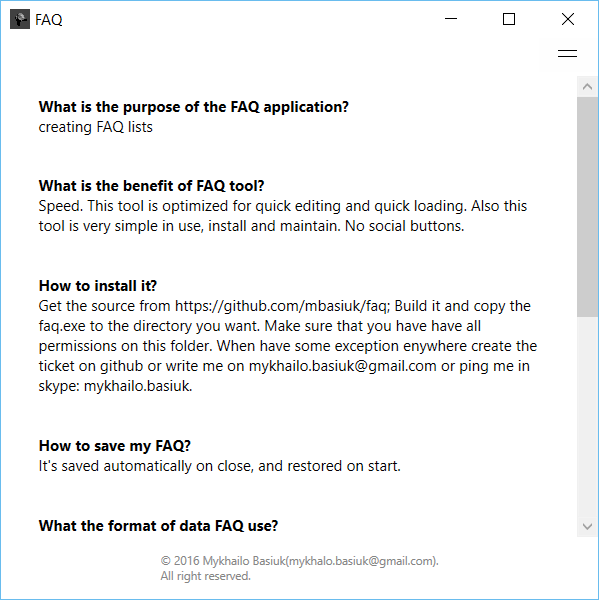 FAQ
What is the purpose of the FAQ application?
creating FAQ lists
What is the benefit of FAQ tool?
Speed. This tool is optimized for quick editing and quick loading. Also this
tool is very simple in use, install and maintain. No social buttons.
How to install it?
Get the source from https://github.com/mbasiuk/faq; Build it and copy the
faq.exe to the directory you want. Make sure that you have have all
permissions on this folder. When have some exception enywhere create the
ticket on github or write me on mykhailo.basiuk@gmail.com or ping me in
skype: mykhailo.basiuk.
How to save my FAQ?
It's saved automatically on close, and restored on start.
What the format of data FAQ use?
© 2016 Mykhailo Basiuk(mykhalo.basiuk@gmail.com).
All right reserved.